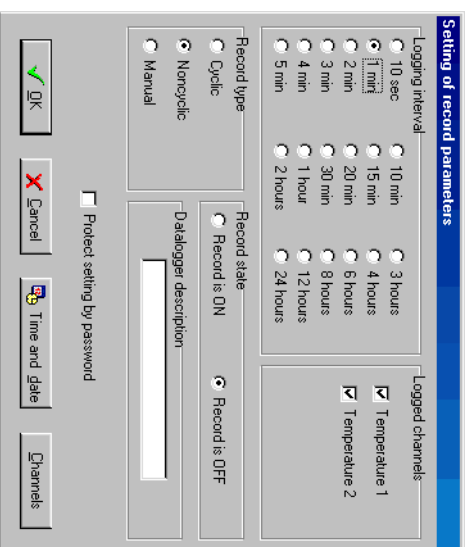 Setting of record parameters
Logging interval
10 sec
1 min
2 min
3 min
4 min
5 min
10 min
15 min
20 min
30 min
1 hour
2 hours
3 hours
4 hours
6 hours
8 hours
12 hours
24 hours
Logged channels
Temperature 1
Temperature 2
Record type
Cyclic
Noncyclic
Manual
Record state
Record is ON
Record is OFF
Datalogger description
Protect setting by password
OK
Cancel
Time and date
Channels